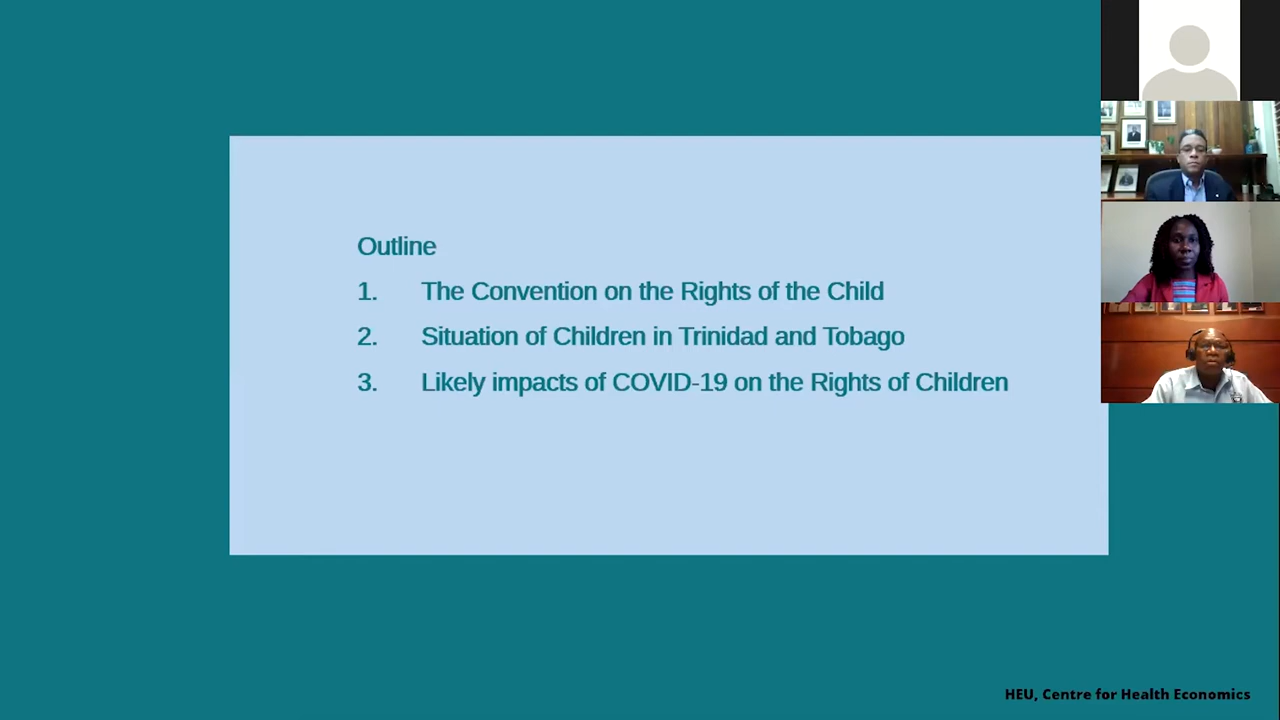 Outline
1. The Convention on the Rights of the Child
2. Situation of Children in Trinidad and Tobago
3. Likely impacts of COVID-19 on the Rights of Children
HEU, Centre for Health Economics